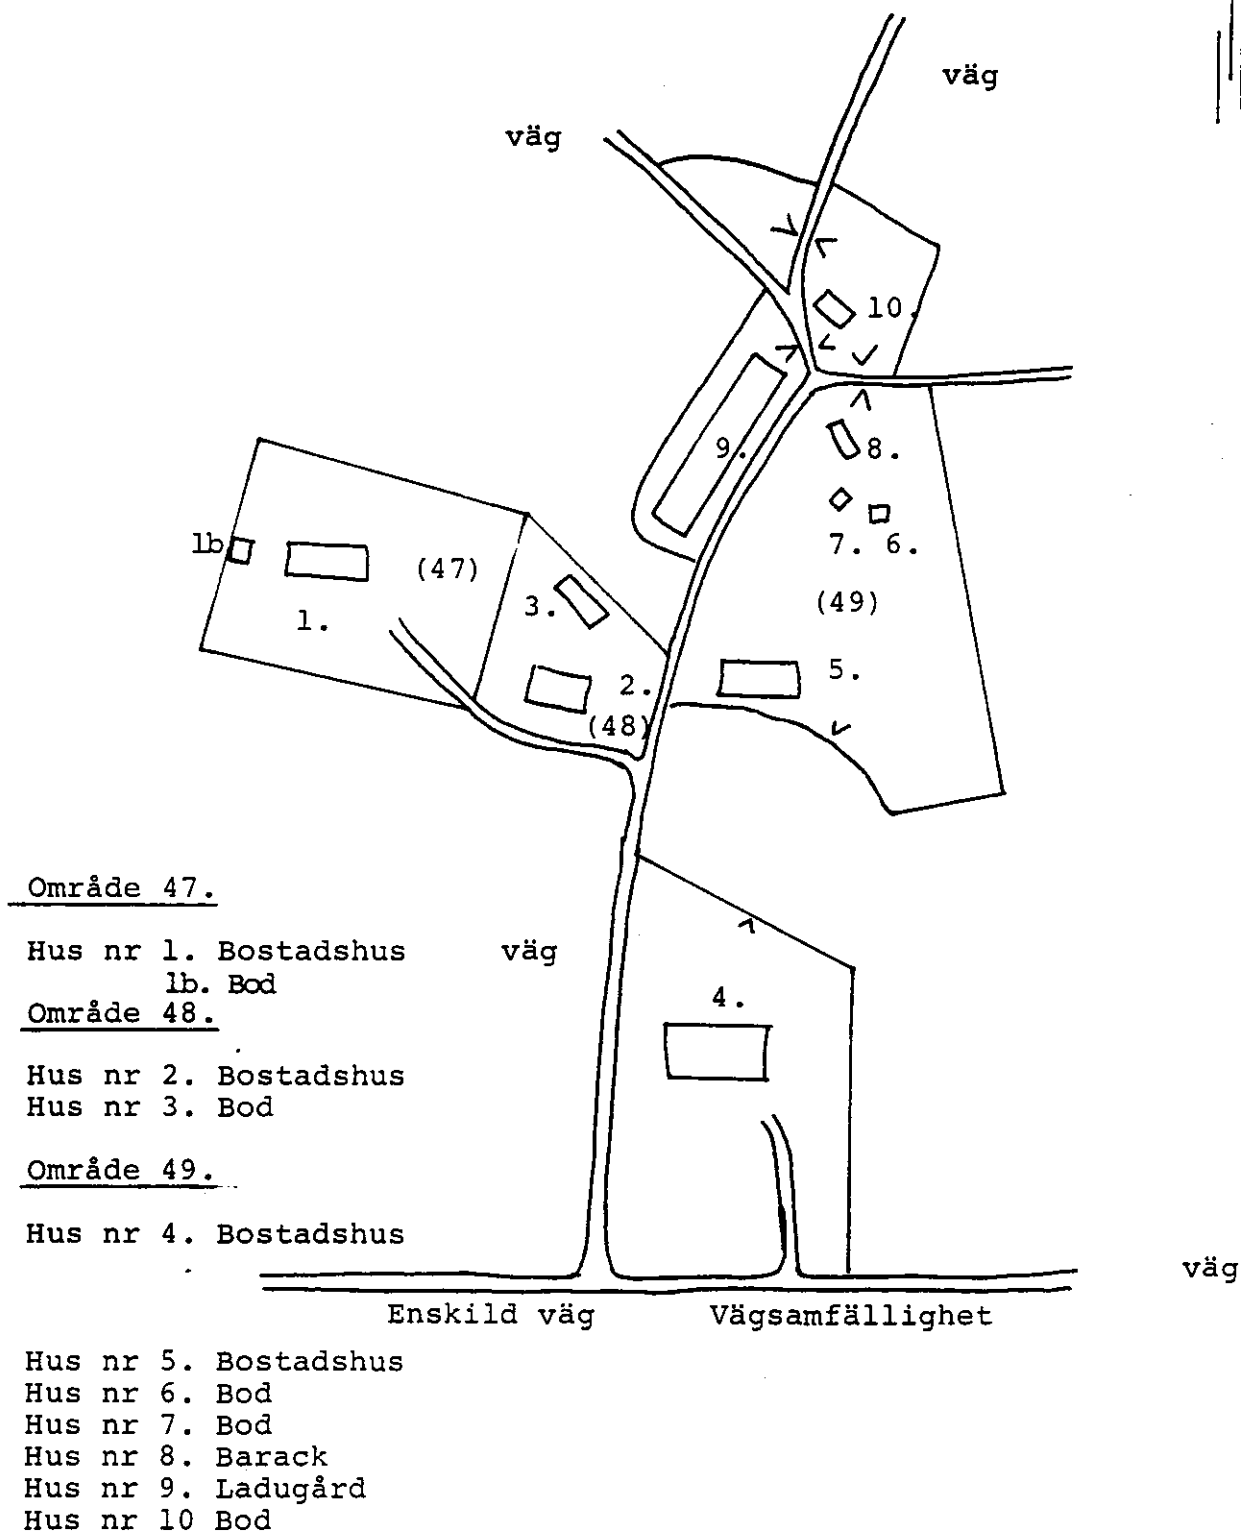 väg
väg
10.
9.
8.
lb
(47)
3.
7. 6.
(49)
1.
2.
5.
(48)
Område 47.
Hus nr 1. Bostadshus
väg
lb. Bod
4.
Område 48.
Hus nr 2. Bostadshus
Hus nr 3. Bod
Område 49.
Hus nr 4. Bostadshus
väg
Enskild väg
Vägsamfällighet
Hus nr 5. Bostadshus
Hus nr 6. Bod
Hus nr 7. Bod
Hus nr 8. Barack
Hus nr 9. Ladugård
Hus nr 10 Bod